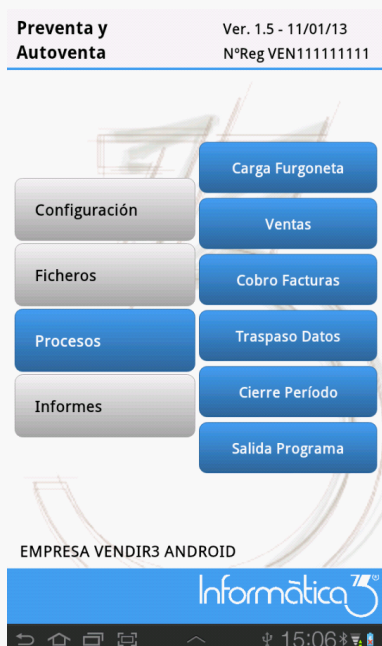 Preventa y
Autoventa
Ver. 1.5 - 11/01/13
NºReg VEN111111111
Configuración
Ficheros
Procesos
Informes
Carga Furgoneta
Ventas
Cobro Facturas
Traspaso Datos
Cierre Período
Salida Programa
EMPRESA VENDIR3 ANDROID
Informàtica3 ®
15:06